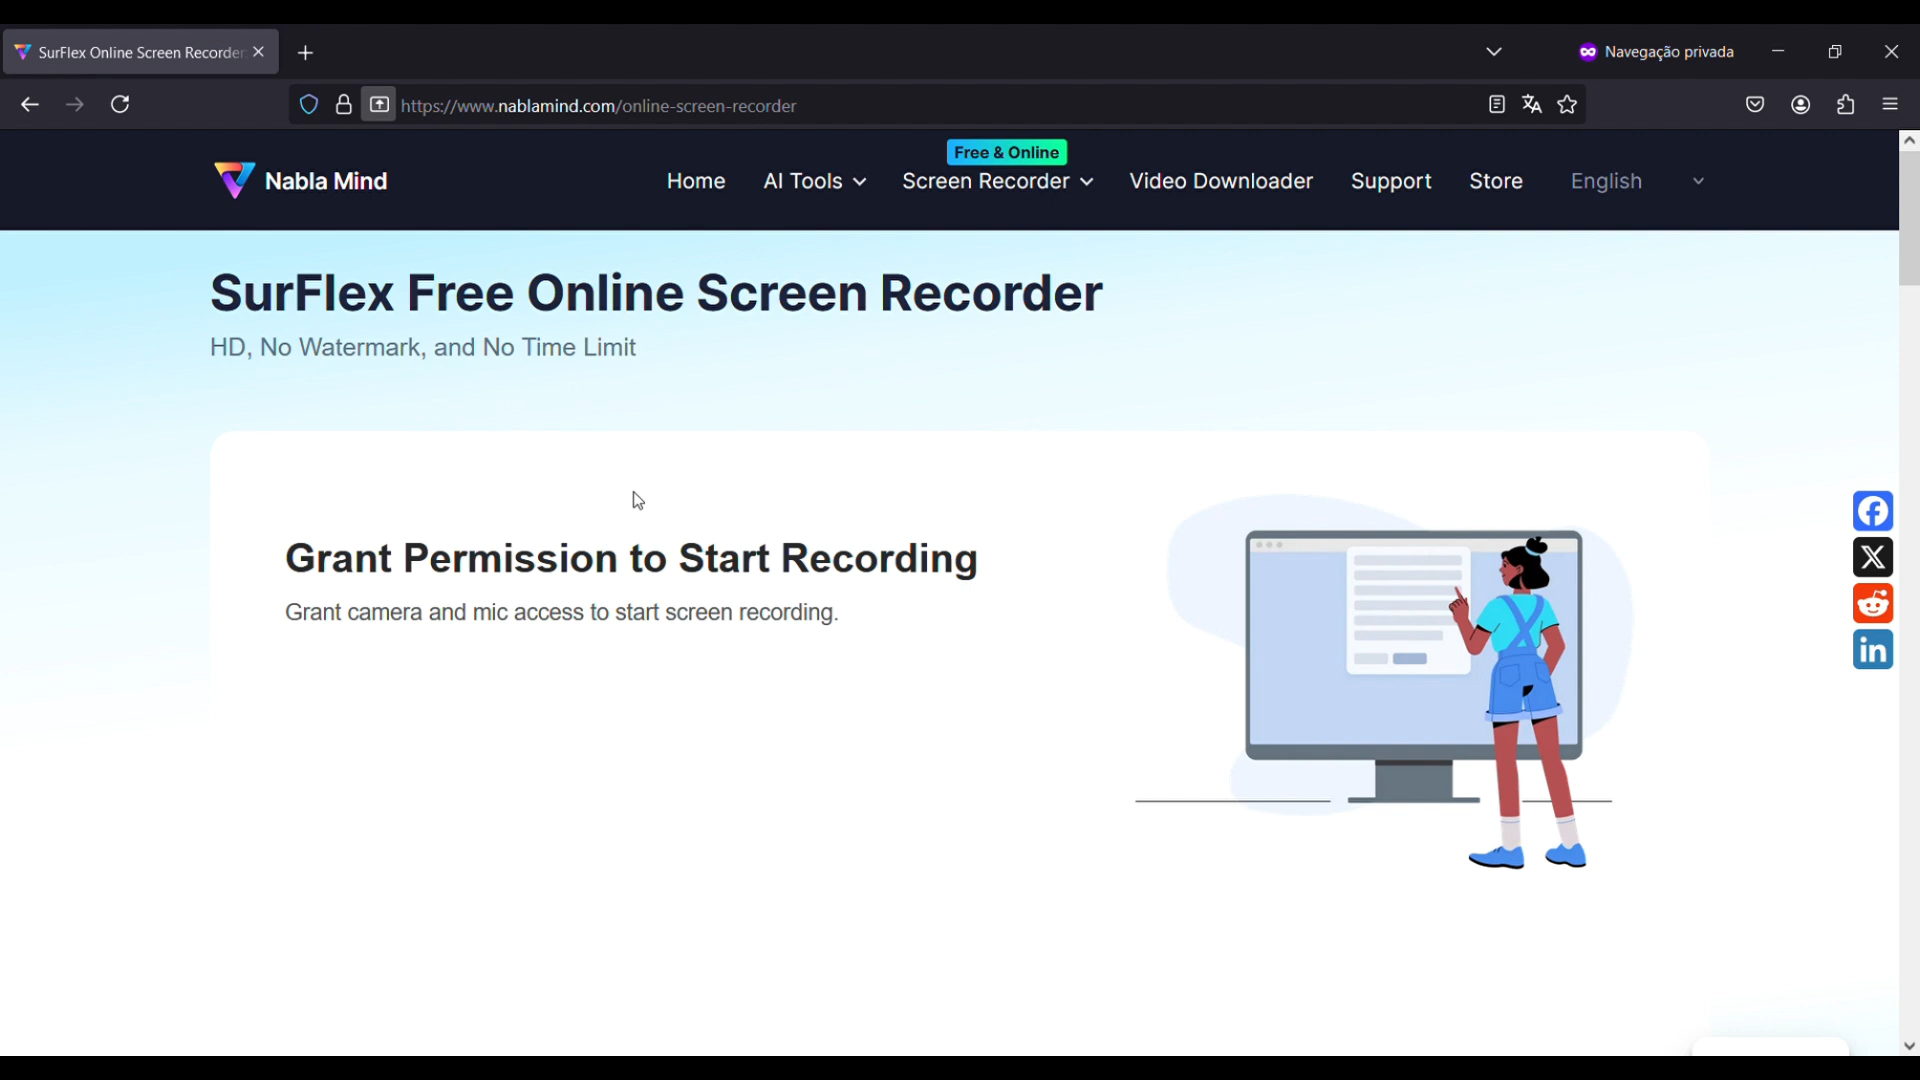 SurFlex Online Screen Recorder
Navegação privada
https://www.nablamind.com/online-screen-recorder
Free & Online
Nabla Mind
Home
AI Tools
Screen Recorder
Video Downloader
Support
Store
English
SurFlex Free Online Screen Recorder
HD, No Watermark, and No Time Limit
Grant Permission to Start Recording
Grant camera and mic access to start screen recording.